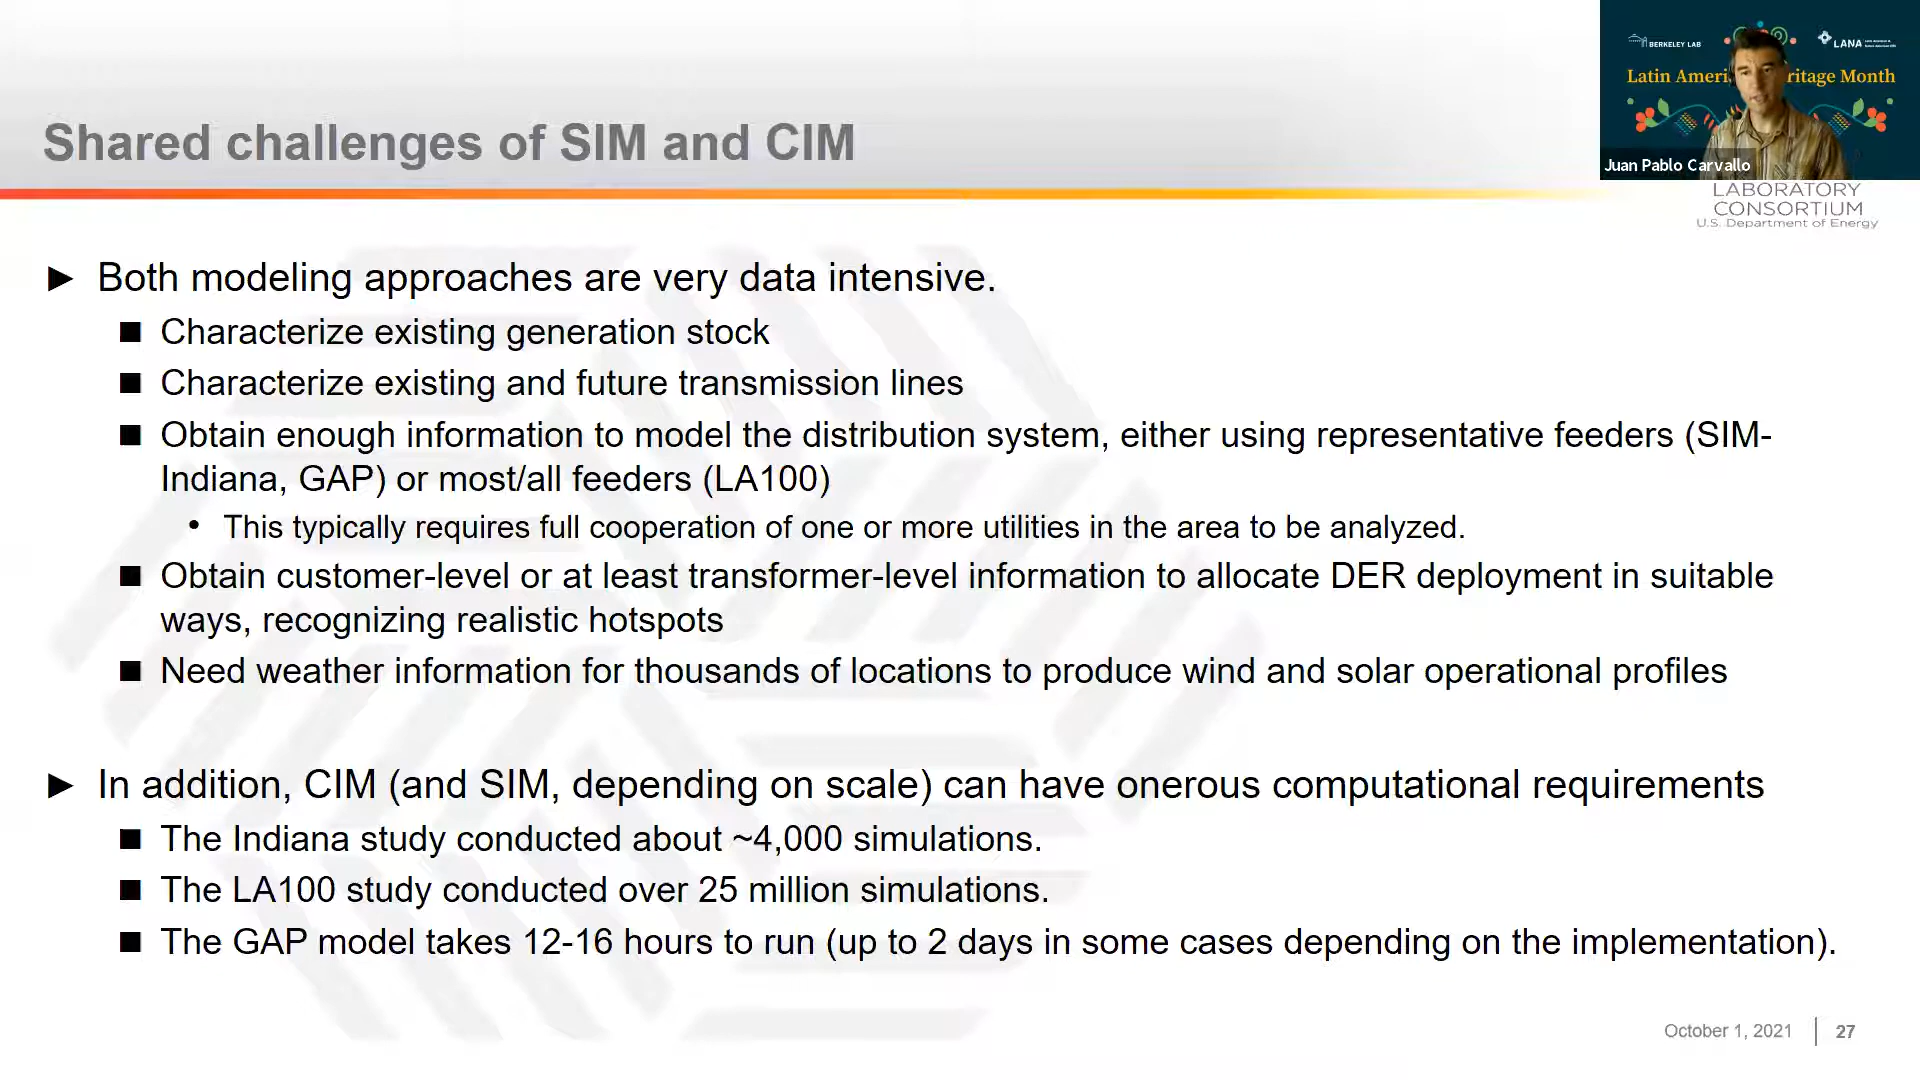 BERKELEY LAB
LANA
Latin Ameri ritage Month
Juan Pablo Carvallo
Shared challenges of SIM and CIM
LABORATORY
CONSORTIUM
U.S. Department of Energy
► Both modeling approaches are very data intensive.
■ Characterize existing generation stock
■ Characterize existing and future transmission lines
■ Obtain enough information to model the distribution system, either using representative feeders (SIM-
Indiana, GAP) or most/all feeders (LA100)
• This typically requires full cooperation of one or more utilities in the area to be analyzed.
■ Obtain customer-level or at least transformer-level information to allocate DER deployment in suitable
ways, recognizing realistic hotspots
■ Need weather information for thousands of locations to produce wind and solar operational profiles
► In addition, CIM (and SIM, depending on scale) can have onerous computational requirements
■ The Indiana study conducted about ~4,000 simulations.
■ The LA100 study conducted over 25 million simulations.
■ The GAP model takes 12-16 hours to run (up to 2 days in some cases depending on the implementation).
October 1, 2021 | 27